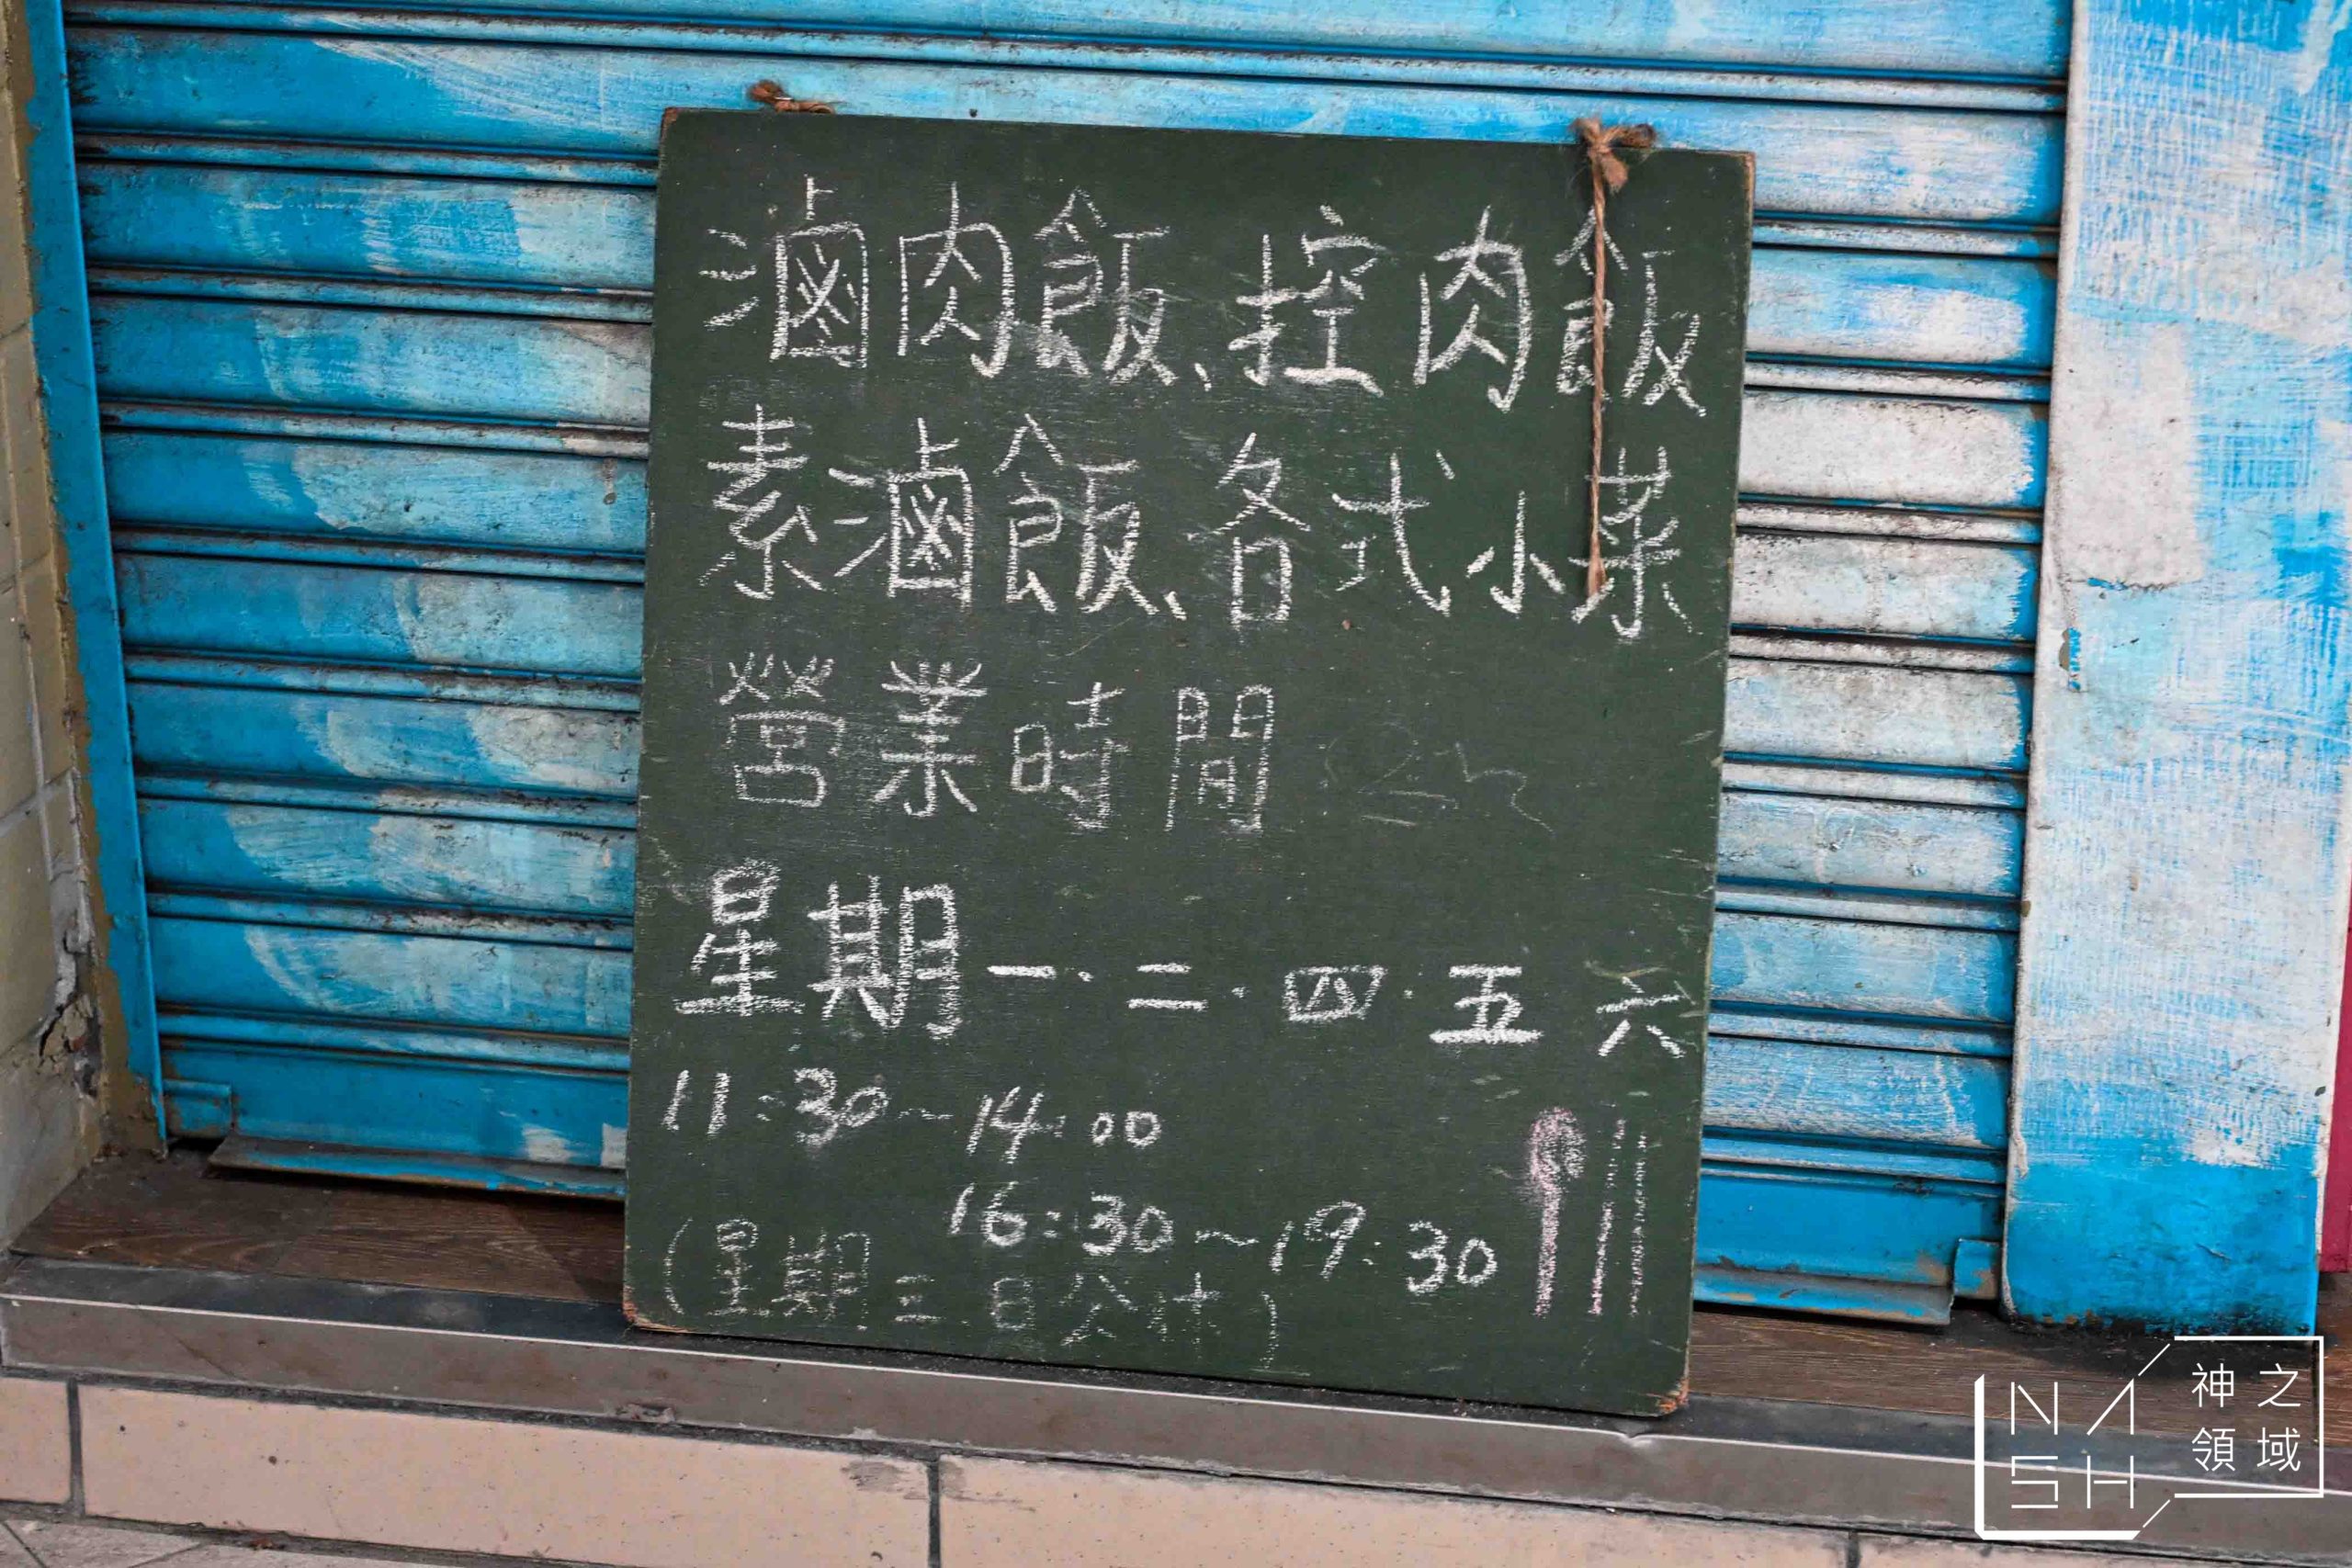 滷肉飯、控肉飯
素滷飯、各式小菜
營業時間
星期一·二·四·五 六
11:30~14:00
16:30~19:30
(星期三.日公休)
NASH
神之領域